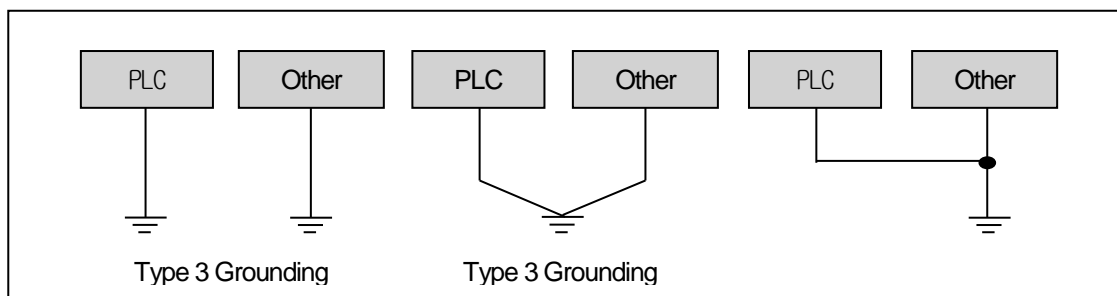 PLC Other PLC Other PLC Other
Type 3 Grounding Type 3 Grounding